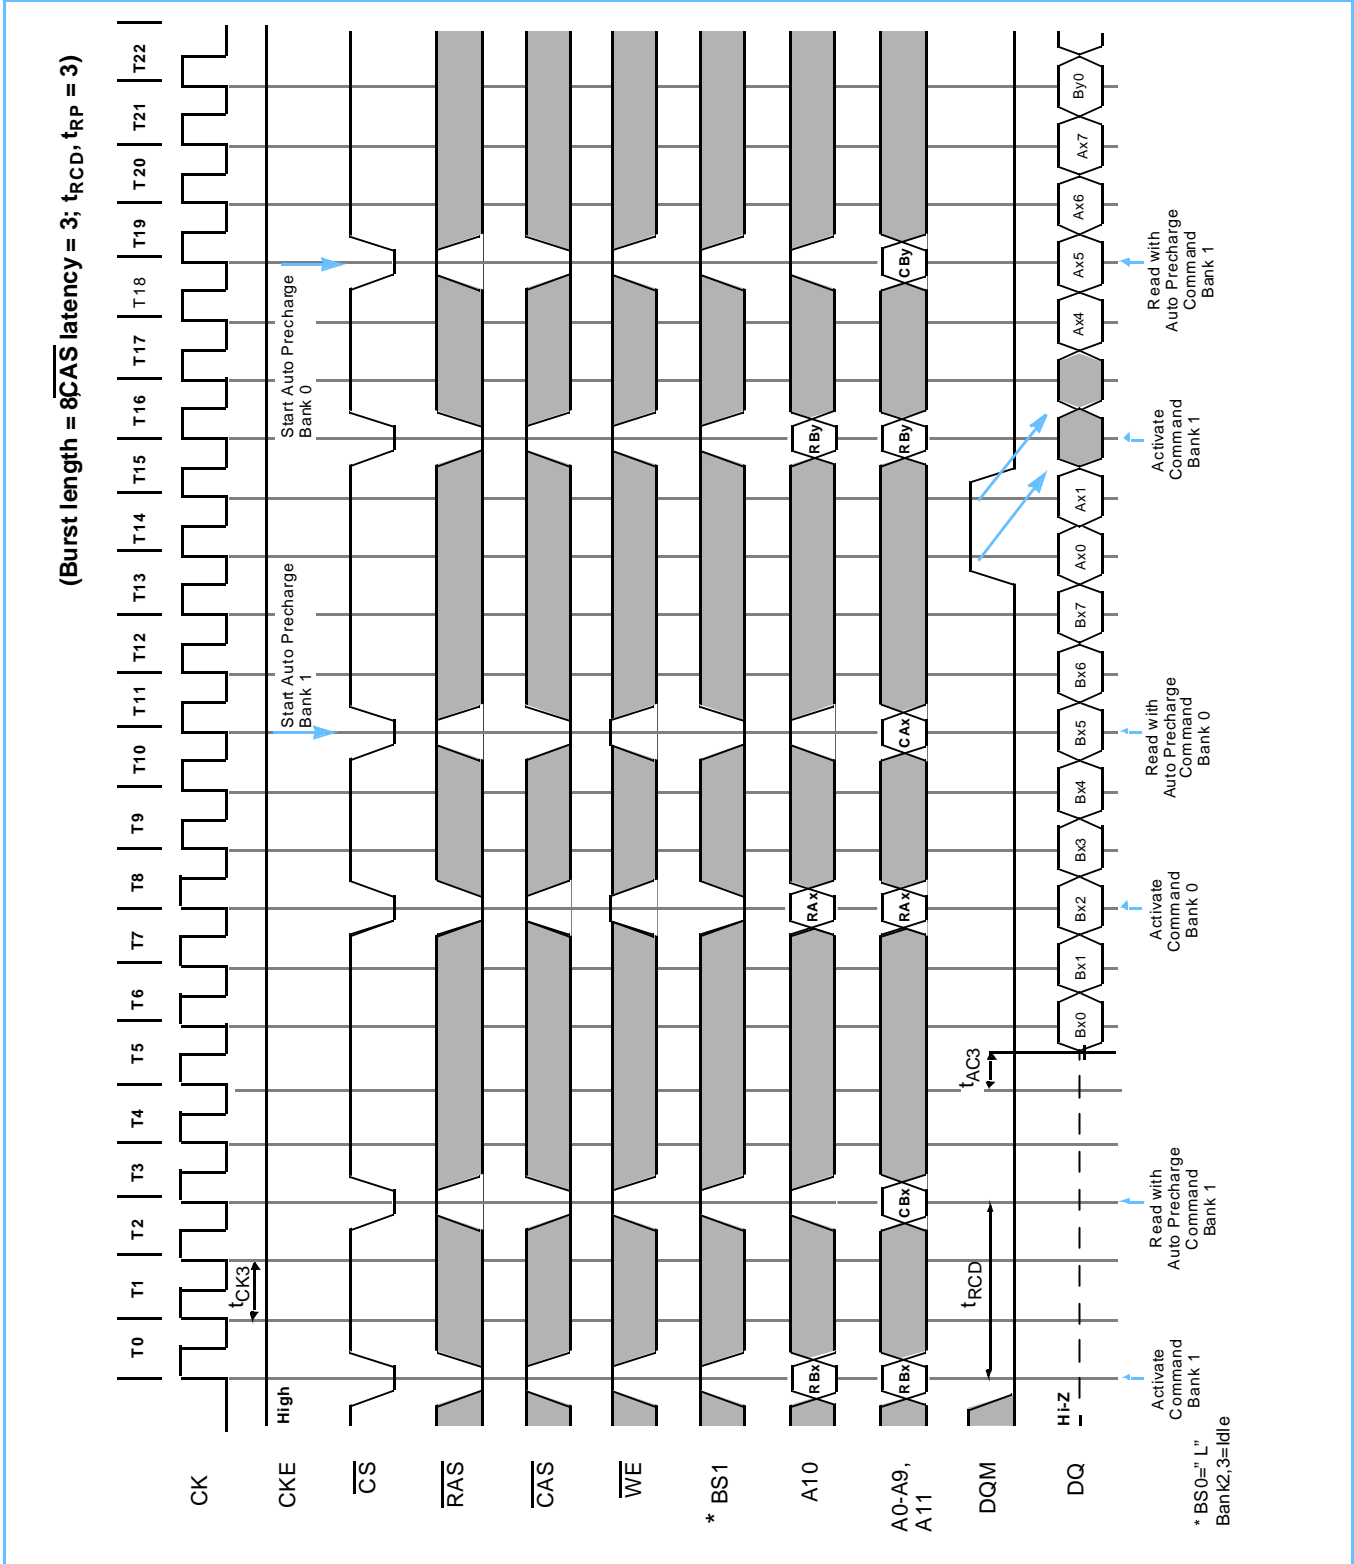 (Burst length = 8,CAS latency = 3; tRCD, tRP = 3)
T0 T1 T2 T3 T4 T5 T6 T7 T8 T9 T10 T11 T12 T13 T14 T15 T16 T17 T18 T19 T20 T21 T22
CK
tCK3
CKE
High
Start Auto Precharge
Bank 1
Start Auto Precharge
Bank 0
CS
RAS
CAS
WE
* BS1
A10
RBx RAx RBy
A0-A9,
A11
RBx CBx RAx CAx RBy CBy
DQM
tRCD
tAC3
DQ
Hi-Z
Bx0 Bx1 Bx2 Bx3 Bx4 Bx5 Bx6 Bx7 Ax0 Ax1 Ax4 Ax5 Ax6 Ax7 By0
Activate
Command
Bank 1
Read with
Auto Precharge
Command
Bank 1
Activate
Command
Bank 0
Read with
Auto Precharge
Command
Bank 0
Activate
Command
Bank 1
Read with
Auto Precharge
Command
Bank 1
* BS0=" L"
Bank2,3=Idle